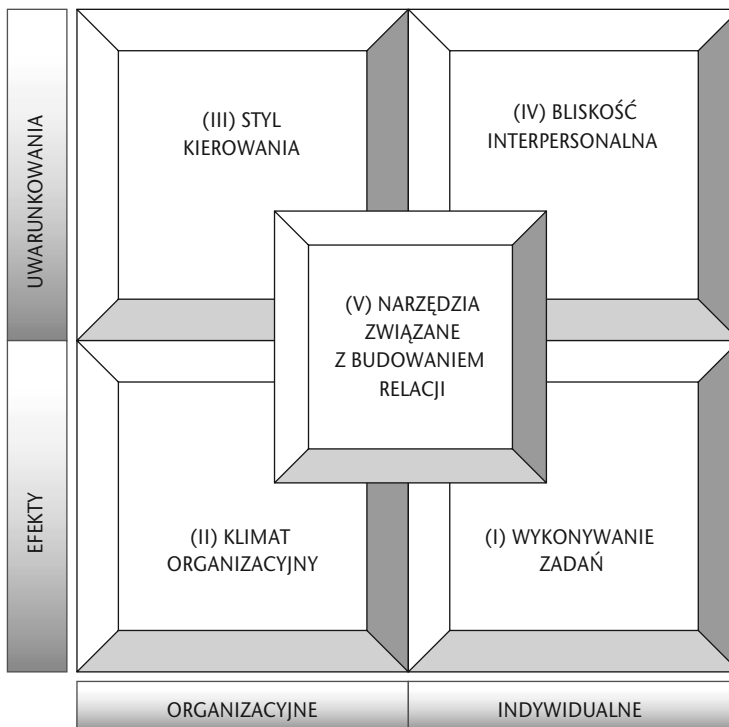 UWARUNKOWANIA
(III) STYL
KIEROWANIA
(IV) BLISKOŚĆ
INTERPERSONALNA
(V) NARZĘDZIA
ZWIĄZANE
Z BUDOWANIEM
RELACJI
EFEKTY
(II) KLIMAT
ORGANIZACYJNY
(I) WYKONYWANIE
ZADAŃ
ORGANIZACYJNE
INDYWIDUALNE